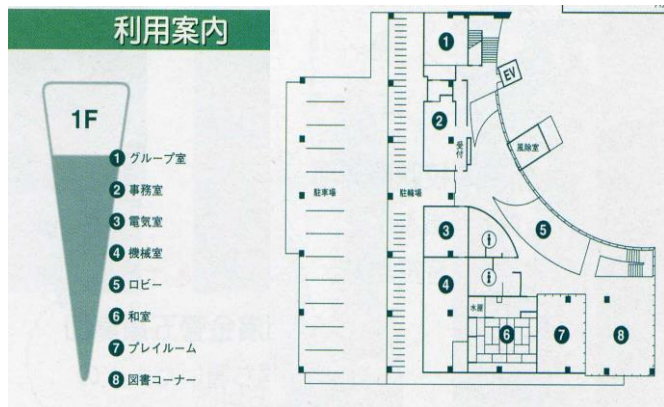 利用案内
1F
❶ グループ室
❷ 事務室
❸ 電気室
❹ 機械室
❺ ロビー
❻ 和室
❼ プレイルーム
❽ 図書コーナー
❶
EV
❷
受付
風除室
駐車場
駐輪場
❸
❺
❹
水屋
❻
❼
❽